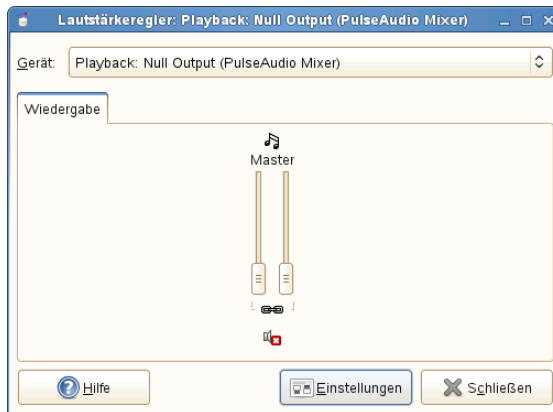 Lautstärkeregler: Playback: Null Output (PulseAudio Mixer)
Gerät: Playback: Null Output (PulseAudio Mixer)
Wiedergabe
Master
Hilfe Einstellungen Schließen